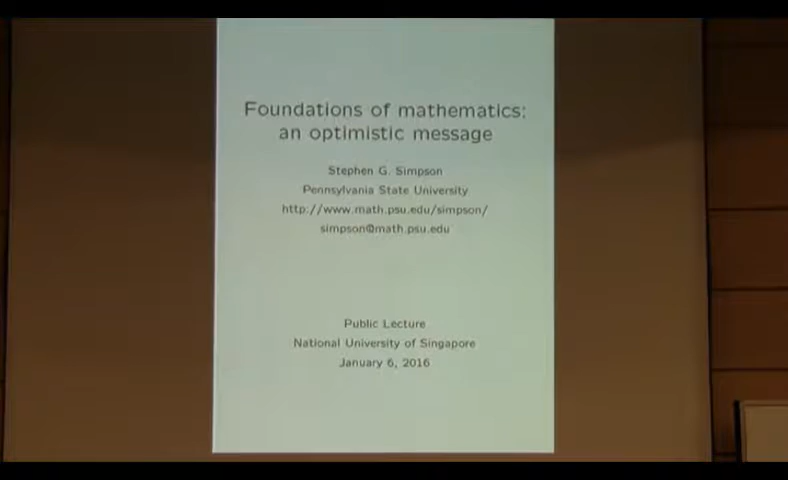 Foundations of mathematics:
an optimistic message
Stephen G. Simpson
Pennsylvania State University
http://www.math.psu.edu/simpson/
simpson@math.psu.edu
Public Lecture
National University of Singapore
January 6, 2016